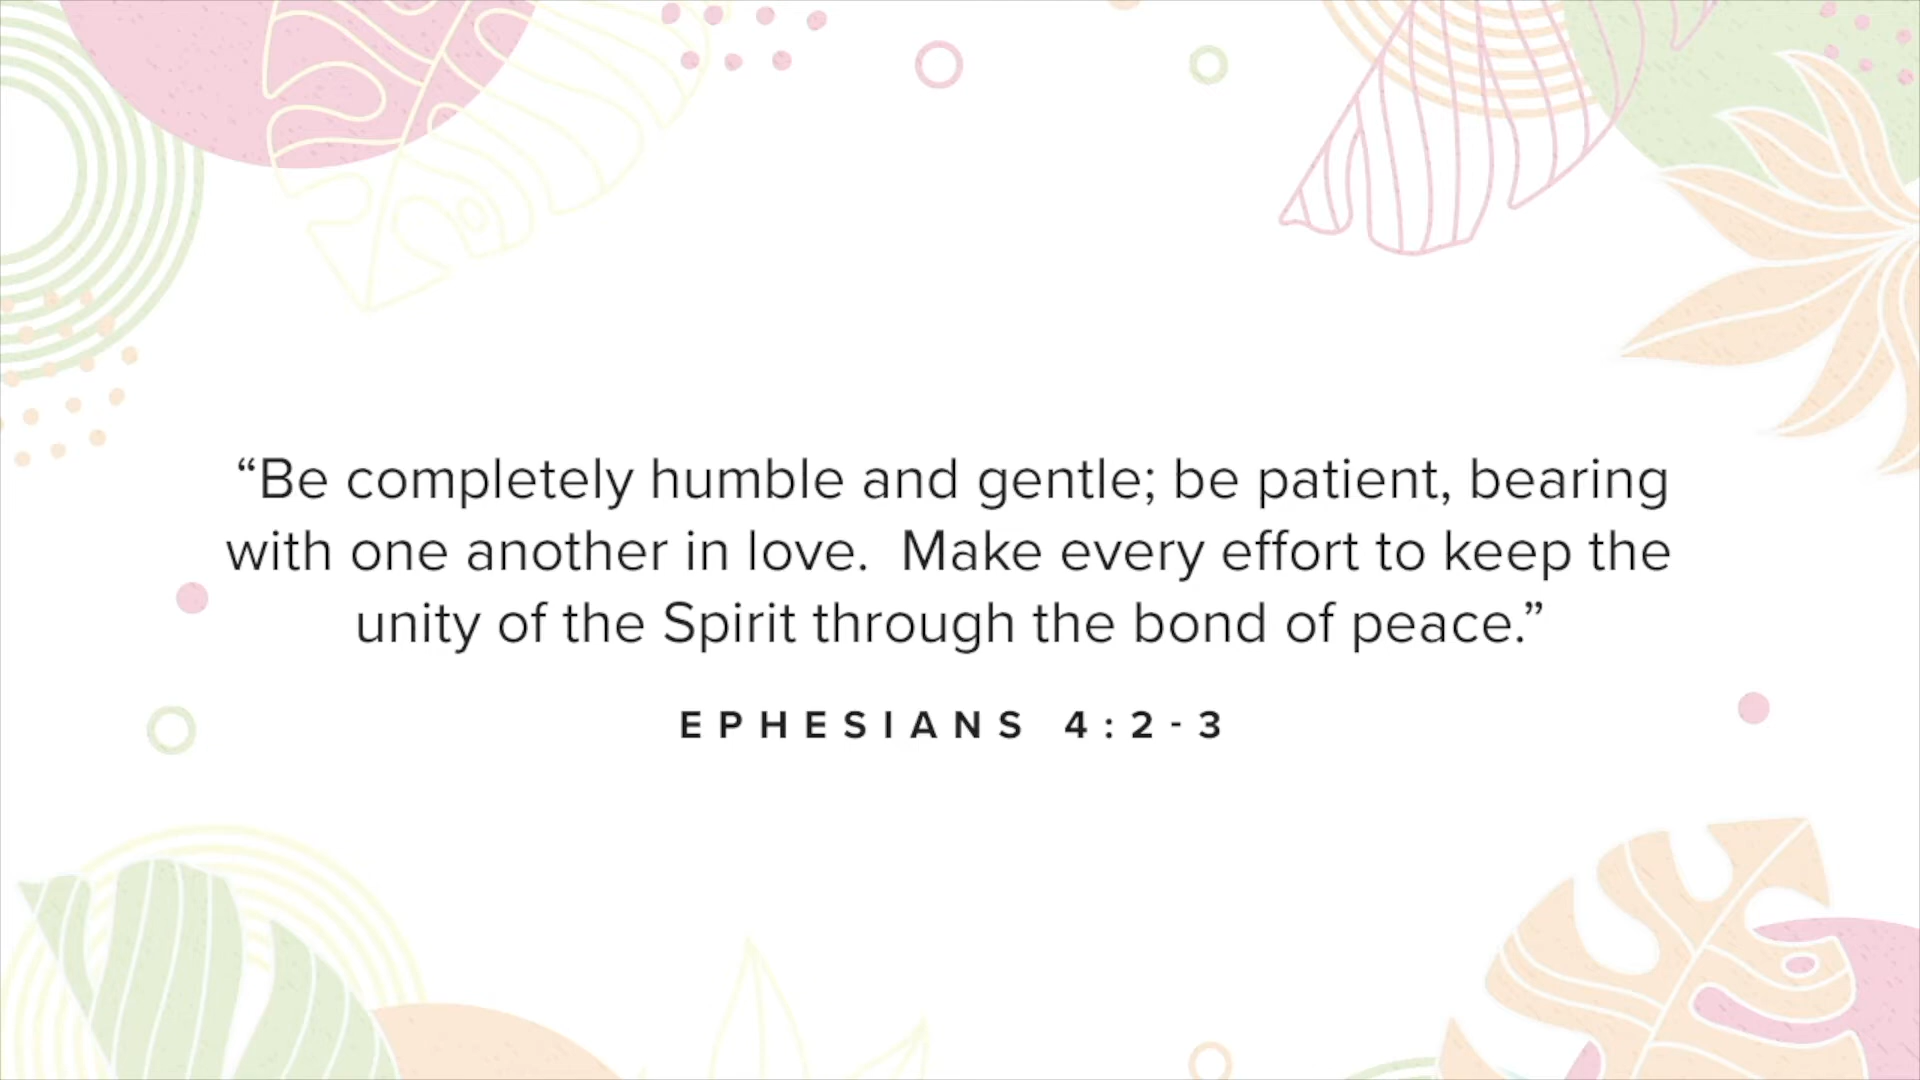 “Be completely humble and gentle; be patient, bearing
with one another in love.  Make every effort to keep the
unity of the Spirit through the bond of peace.”
EPHESIANS 4:2-3